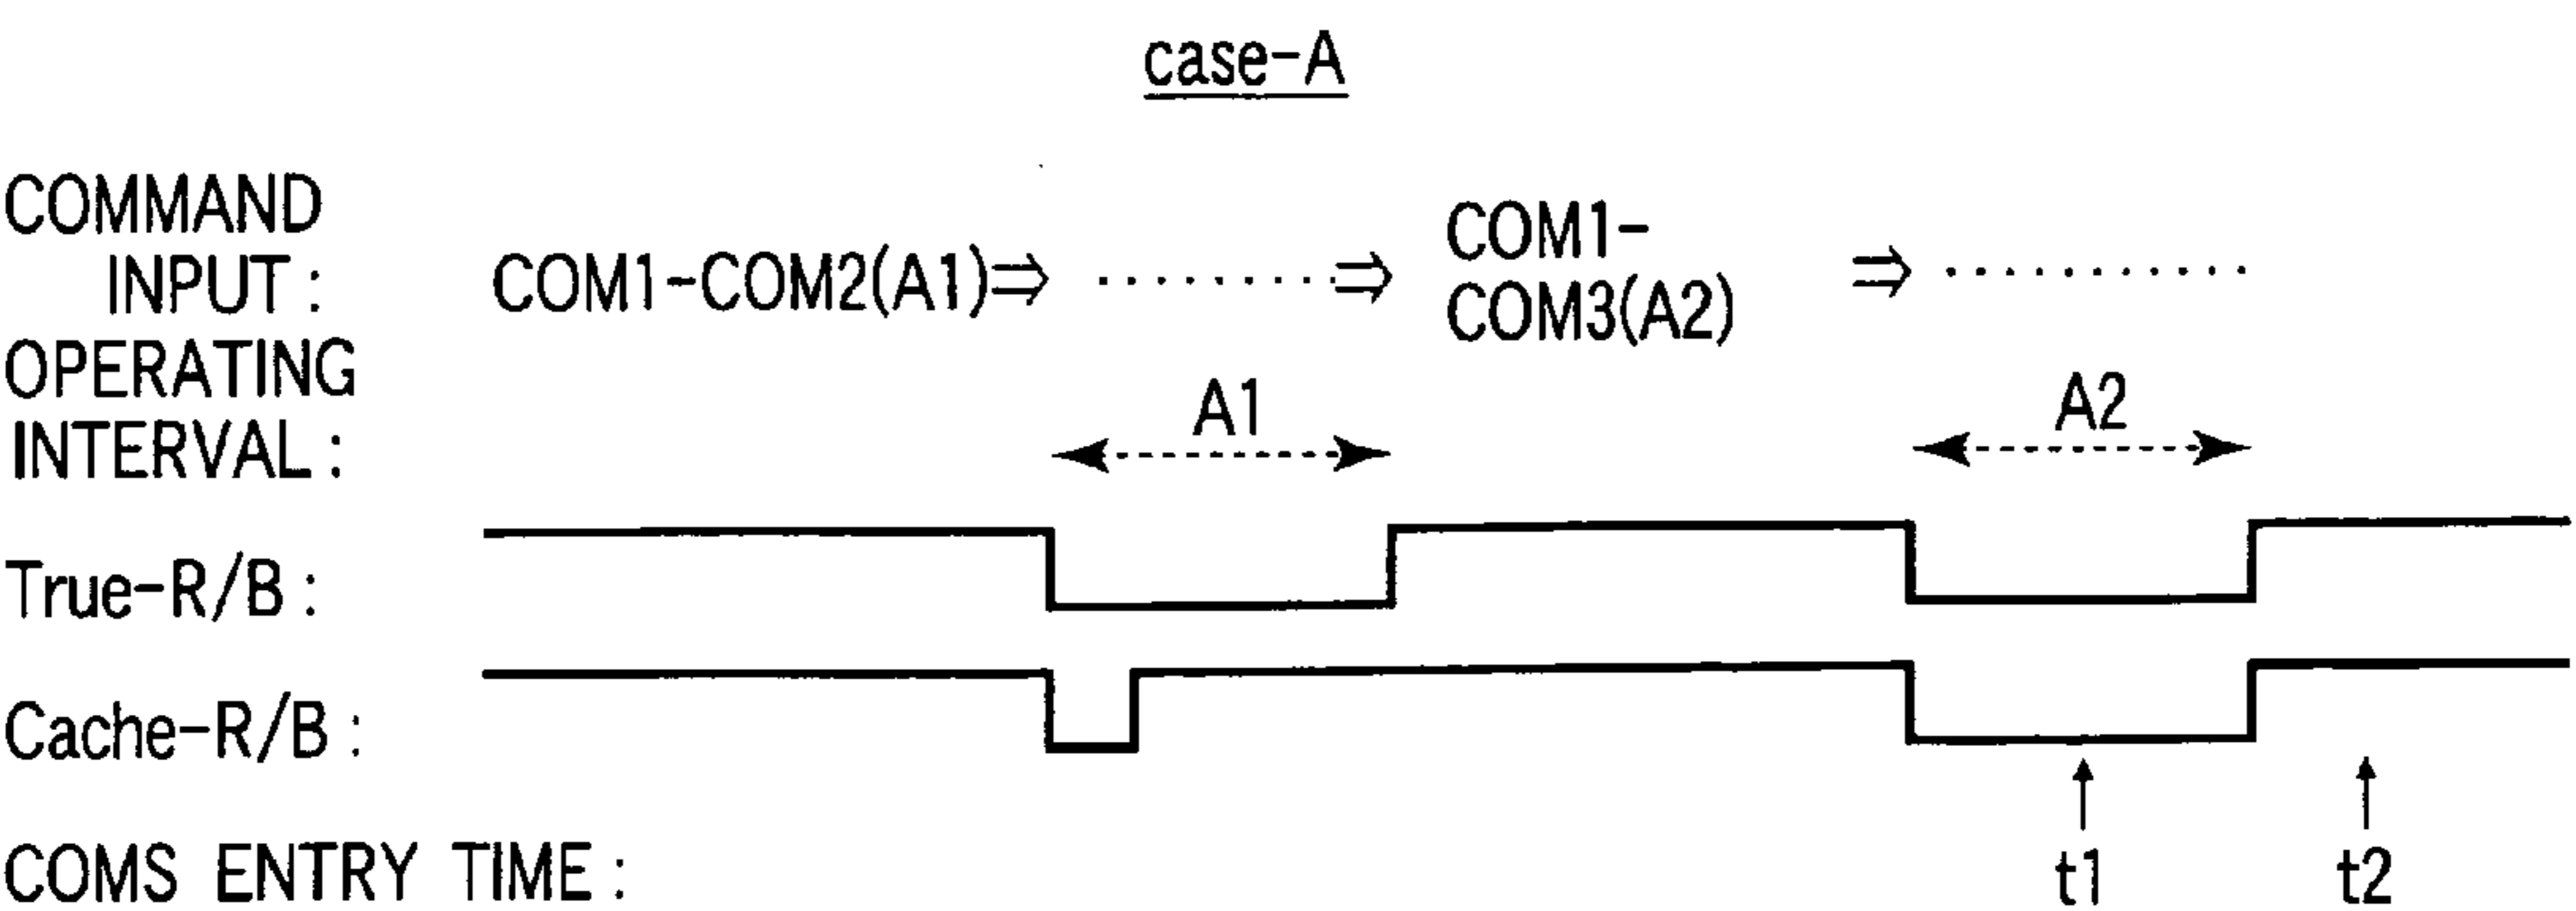 case-A
COMMAND
INPUT :
COM1-COM2(A1)⇒ ········⇒ COM1-
COM3(A2) ⇒ ··········
OPERATING
INTERVAL :
A1 A2
True-R/B :
Cache-R/B :
COMS ENTRY TIME : t1 t2